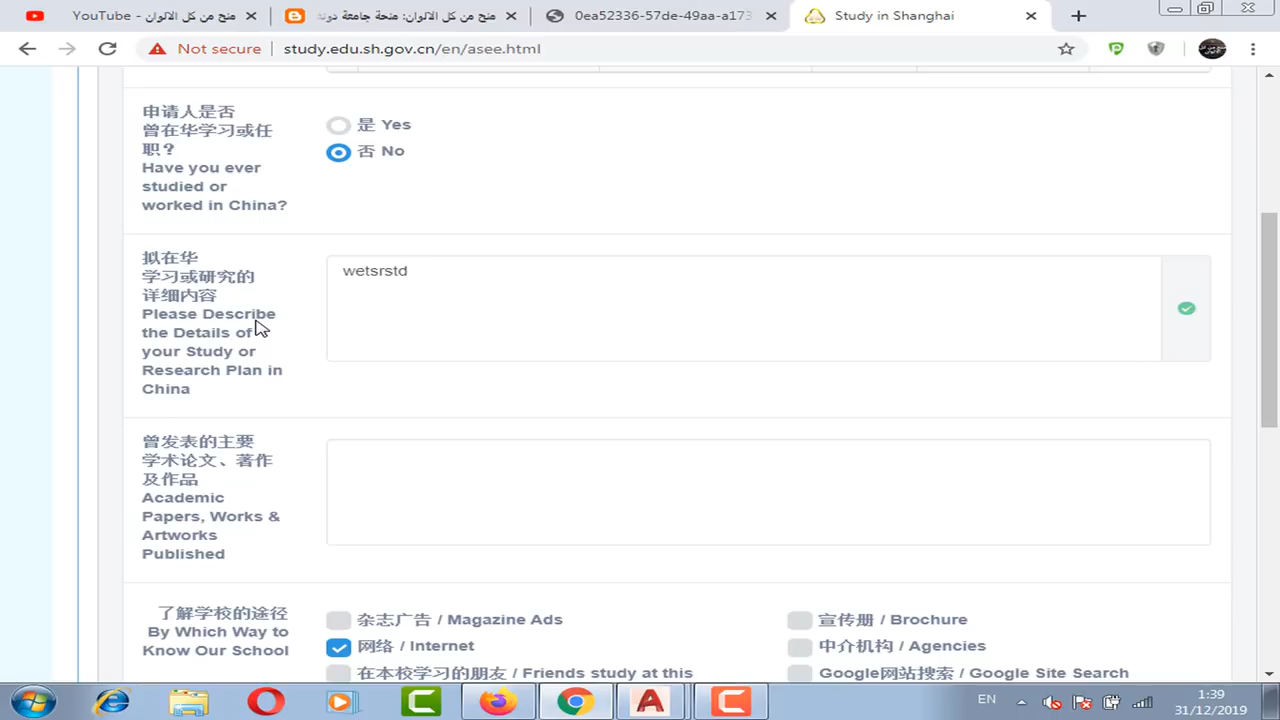 YouTube - منح من كل الالوان
منح من كل الالوان: منحة جامعة دونغ
0ea52336-57de-49aa-a173
Study in Shanghai
Not secure
study.edu.sh.gov.cn/en/asee.html
申请人是否
曾在华学习或任
职？
Have you ever
studied or
worked in China?
是 Yes
否 No
拟在华
学习或研究的
详细内容
Please Describe
the Details of
your Study or
Research Plan in
China
wetsrstd
曾发表的主要
学术论文、著作
及作品
Academic
Papers, Works &
Artworks
Published
了解学校的途径
By Which Way to
Know Our School
杂志广告 / Magazine Ads
宣传册 / Brochure
网络 / Internet
中介机构 / Agencies
在本校学习的朋友 / Friends study at this
Google网站搜索 / Google Site Search
EN
1:39
31/12/2019